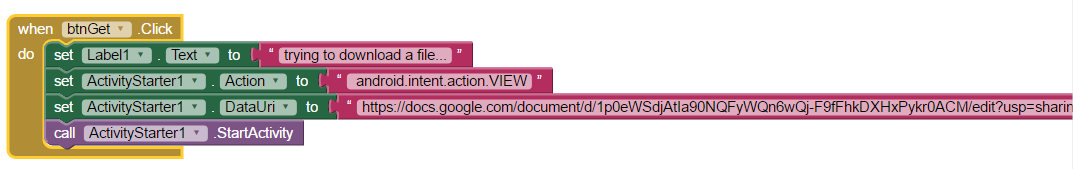 when btnGet .Click
do set Label1 . Text to “ trying to download a file... ”
set ActivityStarter1 . Action to “ android.intent.action.VIEW ”
set ActivityStarter1 . DataUri to “ https://docs.google.com/document/d/1p0eWSdjAtIa90NQFyWQn6wQj-F9fFhkDXHxPykr0ACM/edit?usp=sharin
call ActivityStarter1 .StartActivity